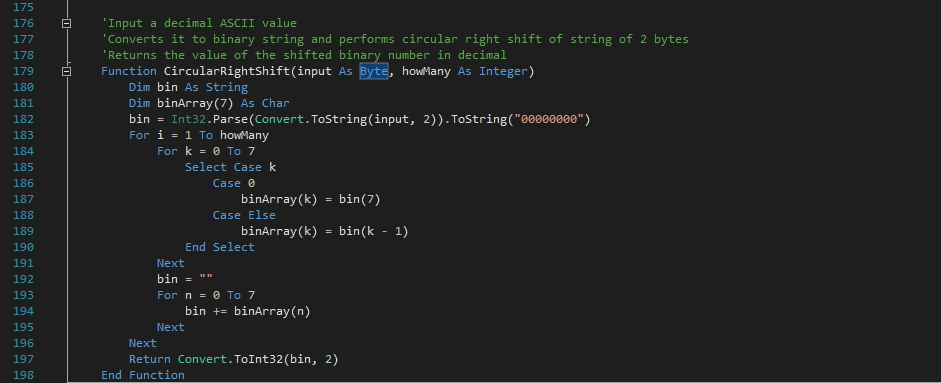 175
176 'Input a decimal ASCII value
177 'Converts it to binary string and performs circular right shift of string of 2 bytes
178 'Returns the value of the shifted binary number in decimal
179 Function CircularRightShift(input As Byte, howMany As Integer)
180 Dim bin As String
181 Dim binArray(7) As Char
182 bin = Int32.Parse(Convert.ToString(input, 2)).ToString("00000000")
183 For i = 1 To howMany
184 For k = 0 To 7
185 Select Case k
186 Case 0
187 binArray(k) = bin(7)
188 Case Else
189 binArray(k) = bin(k - 1)
190 End Select
191 Next
192 bin = ""
193 For n = 0 To 7
194 bin += binArray(n)
195 Next
196 Next
197 Return Convert.ToInt32(bin, 2)
198 End Function